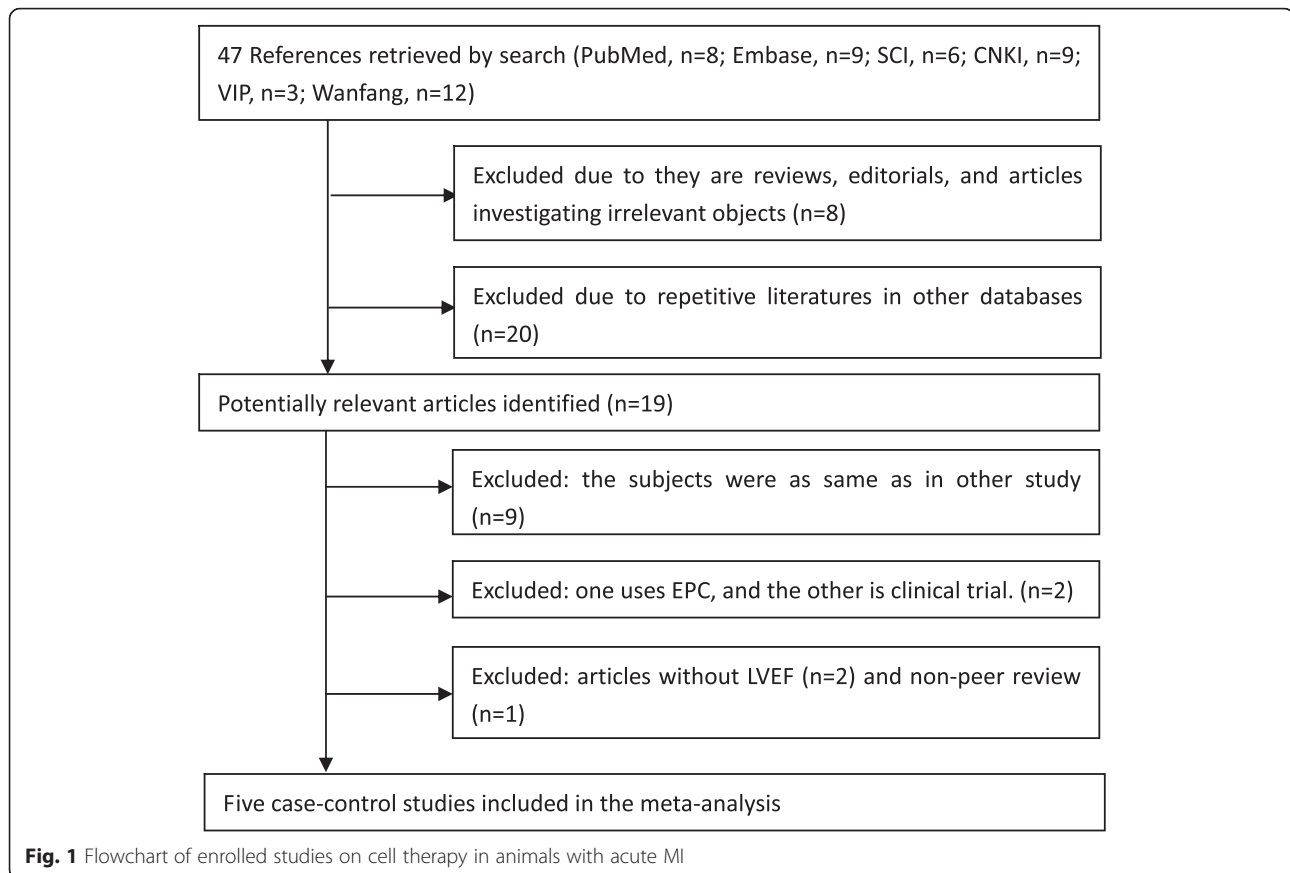 47 References retrieved by search (PubMed, n=8; Embase, n=9; SCI, n=6; CNKI, n=9;
VIP, n=3; Wanfang, n=12)
Excluded due to they are reviews, editorials, and articles
investigating irrelevant objects (n=8)
Excluded due to repetitive literatures in other databases
(n=20)
Potentially relevant articles identified (n=19)
Excluded: the subjects were as same as in other study
(n=9)
Excluded: one uses EPC, and the other is clinical trial. (n=2)
Excluded: articles without LVEF (n=2) and non-peer review
(n=1)
Five case-control studies included in the meta-analysis
Fig. 1 Flowchart of enrolled studies on cell therapy in animals with acute MI